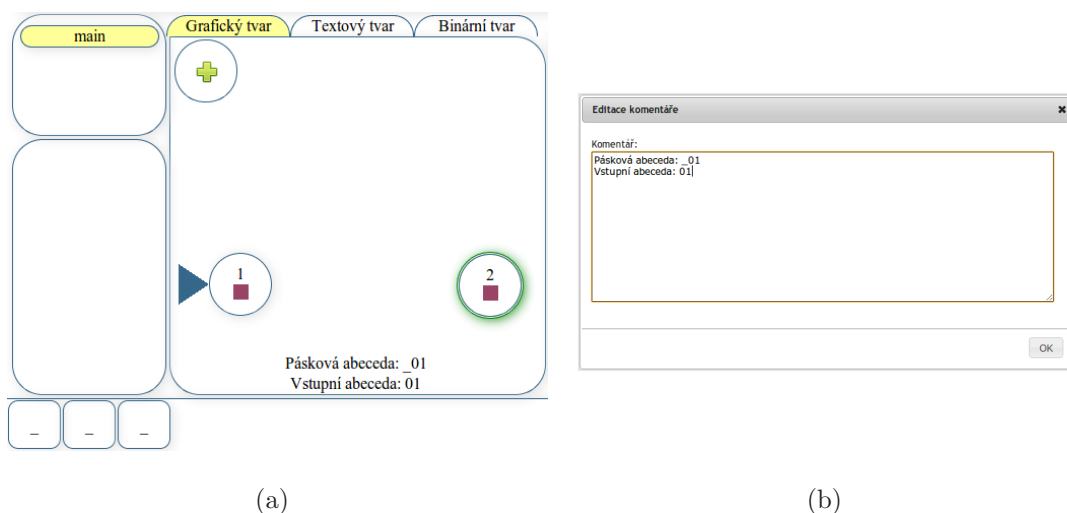 main
Grafický tvar
Textový tvar
Binární tvar
1
2
Pásková abeceda: _01
Vstupní abeceda: 01
_
_
_
(a)
Editace komentáře
Komentář:
Pásková abeceda: _01
Vstupní abeceda: 01
OK
(b)